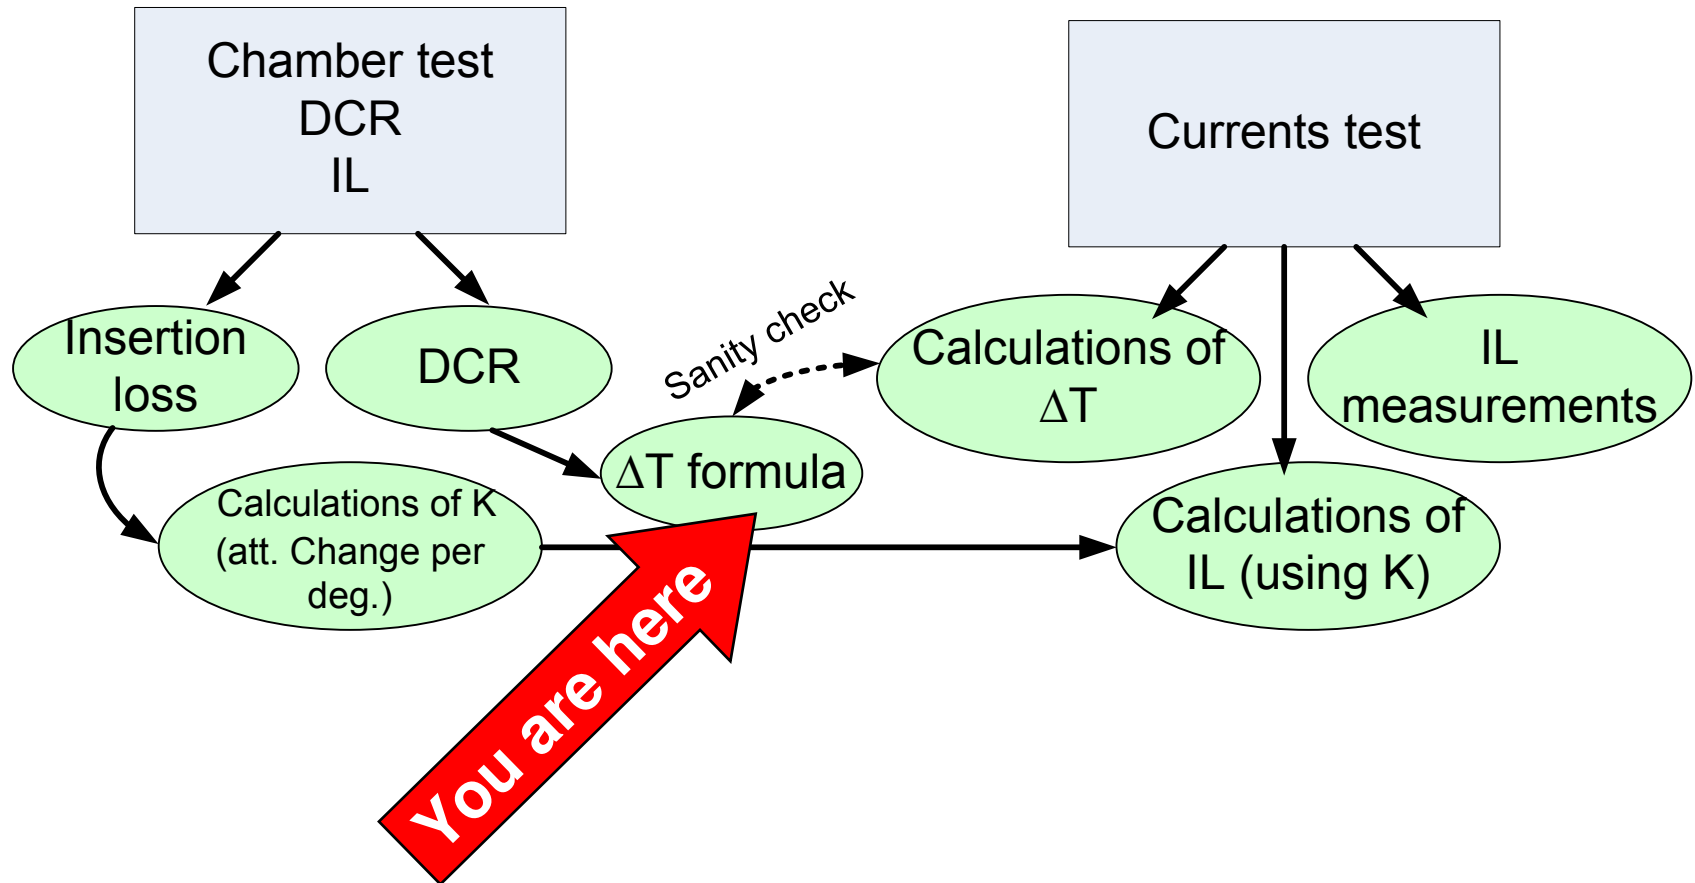 Chamber test
DCR
IL
Currents test
Insertion
loss
DCR
Sanity check
Calculations of
ΔT
IL
measurements
ΔT formula
Calculations of K
(att. Change per
deg.)
Calculations of
IL (using K)
You are here